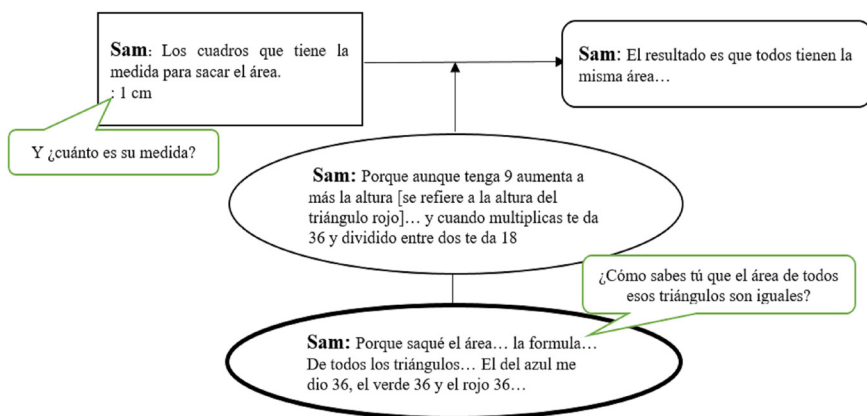 Sam: Los cuadros que tiene la
medida para sacar el área.
: 1 cm
Sam: El resultado es que todos tienen la
misma área…
Y ¿cuánto es su medida?
Sam: Porque aunque tenga 9 aumenta a
más la altura [se refiere a la altura del
triángulo rojo]… y cuando multiplicas te da
36 y dividido entre dos te da 18
¿Cómo sabes tú que el área de todos
esos triángulos son iguales?
Sam: Porque saqué el área… la formula…
De todos los triángulos… El del azul me
dio 36, el verde 36 y el rojo 36…